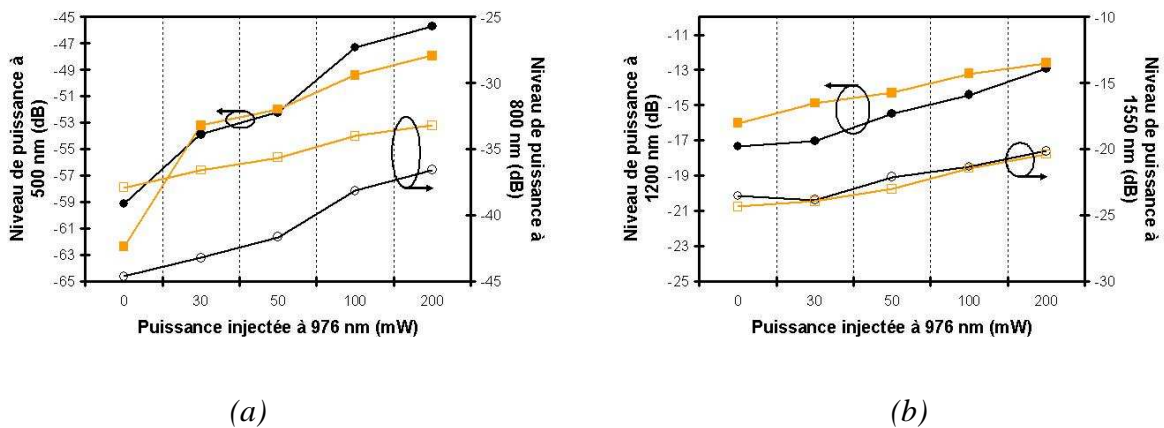 -45
-47
-49
-51
-53
-55
-57
-59
-61
-63
-65
-25
-30
-35
-40
-45
0 30 50 100 200
Niveau de puissance à
500 nm (dB)
Niveau de puissance à
800 nm (dB)
Puissance injectée à 976 nm (mW)
(a)
-11
-13
-15
-17
-19
-21
-23
-25
-10
-15
-20
-25
-30
0 30 50 100 200
Niveau de puissance à
1200 nm (dB)
Niveau de puissance à
1550 nm (dB)
Puissance injectée à 976 nm (mW)
(b)